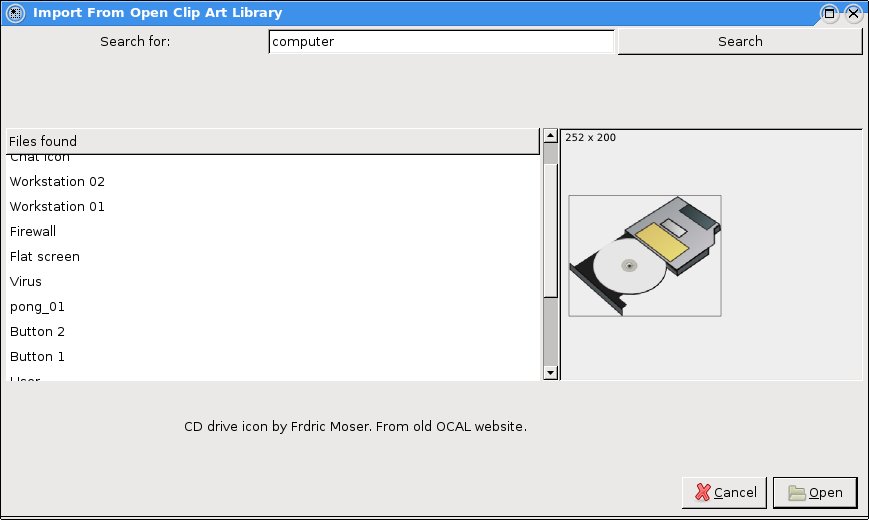 Import From Open Clip Art Library
Search for:
computer
Search
Files found
252 x 200
Chat icon
Workstation 02
Workstation 01
Firewall
Flat screen
Virus
pong_01
Button 2
Button 1
User
CD drive icon by Frdric Moser. From old OCAL website.
Cancel
Open